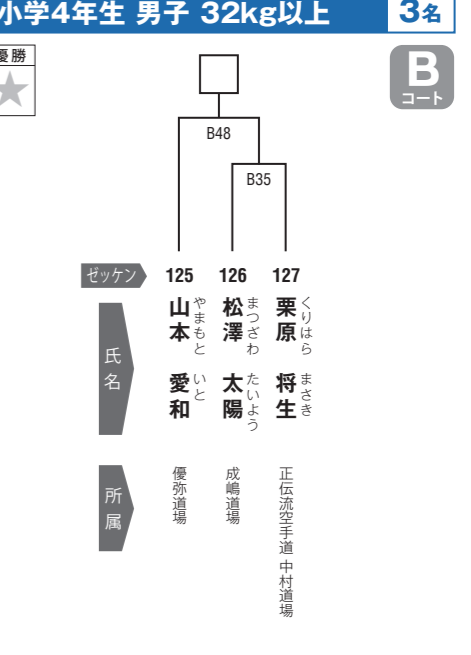 小学4年生 男子 32kg以上
3名
優勝
B
コート
B48
B35
ゼッケン
125
126
127
氏名
山本 愛和
やまもと いと
松澤 太陽
まつざわ たいよう
栗原 将生
くりはら まさき
所属
優弥道場
成嶋道場
正伝流空手道 中村道場